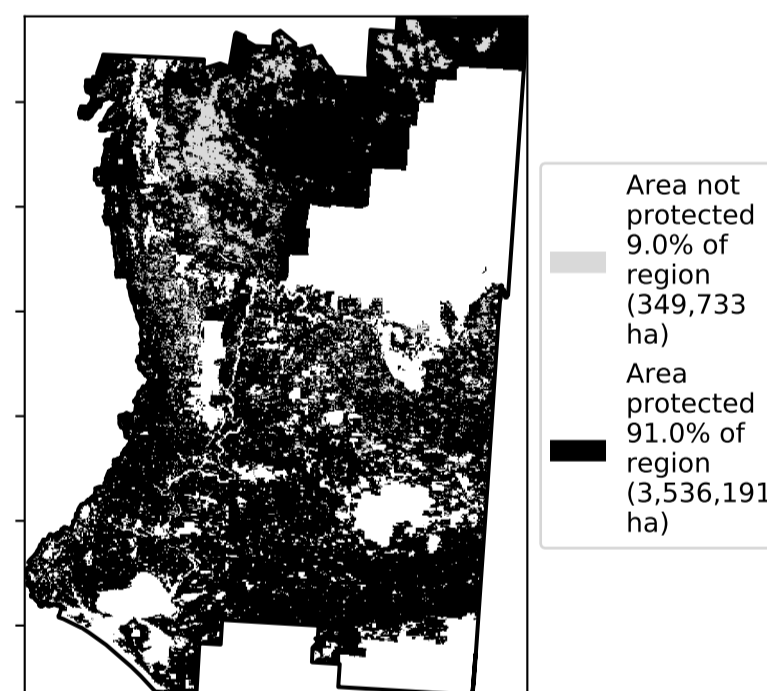 Area not
protected
9.0% of
region
(349,733
ha)
Area
protected
91.0% of
region
(3,536,191
ha)